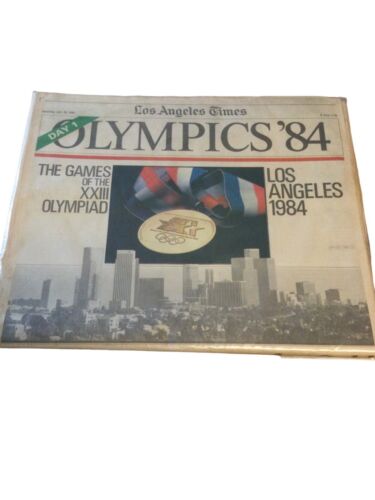 Los Angeles Times
DAY 1
OLYMPICS '84
THE GAMES
OF THE
XXIII
OLYMPIAD
LOS
ANGELES
1984